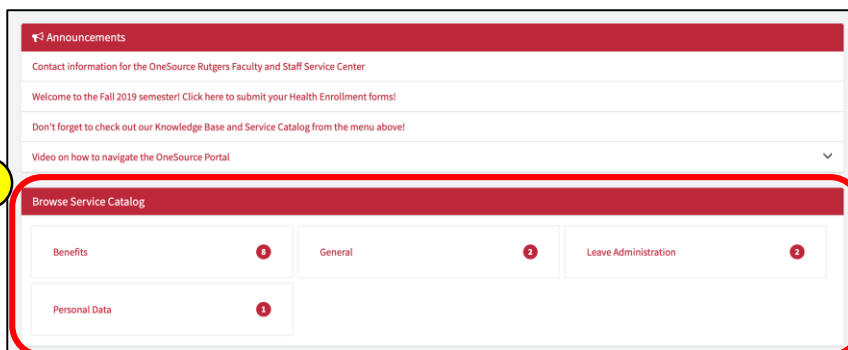 Announcements
Contact information for the OneSource Rutgers Faculty and Staff Service Center
Welcome to the Fall 2019 semester! Click here to submit your Health Enrollment forms!
Don't forget to check out our Knowledge Base and Service Catalog from the menu above!
Video on how to navigate the OneSource Portal
Browse Service Catalog
Benefits 8 General 2 Leave Administration 2
Personal Data 1